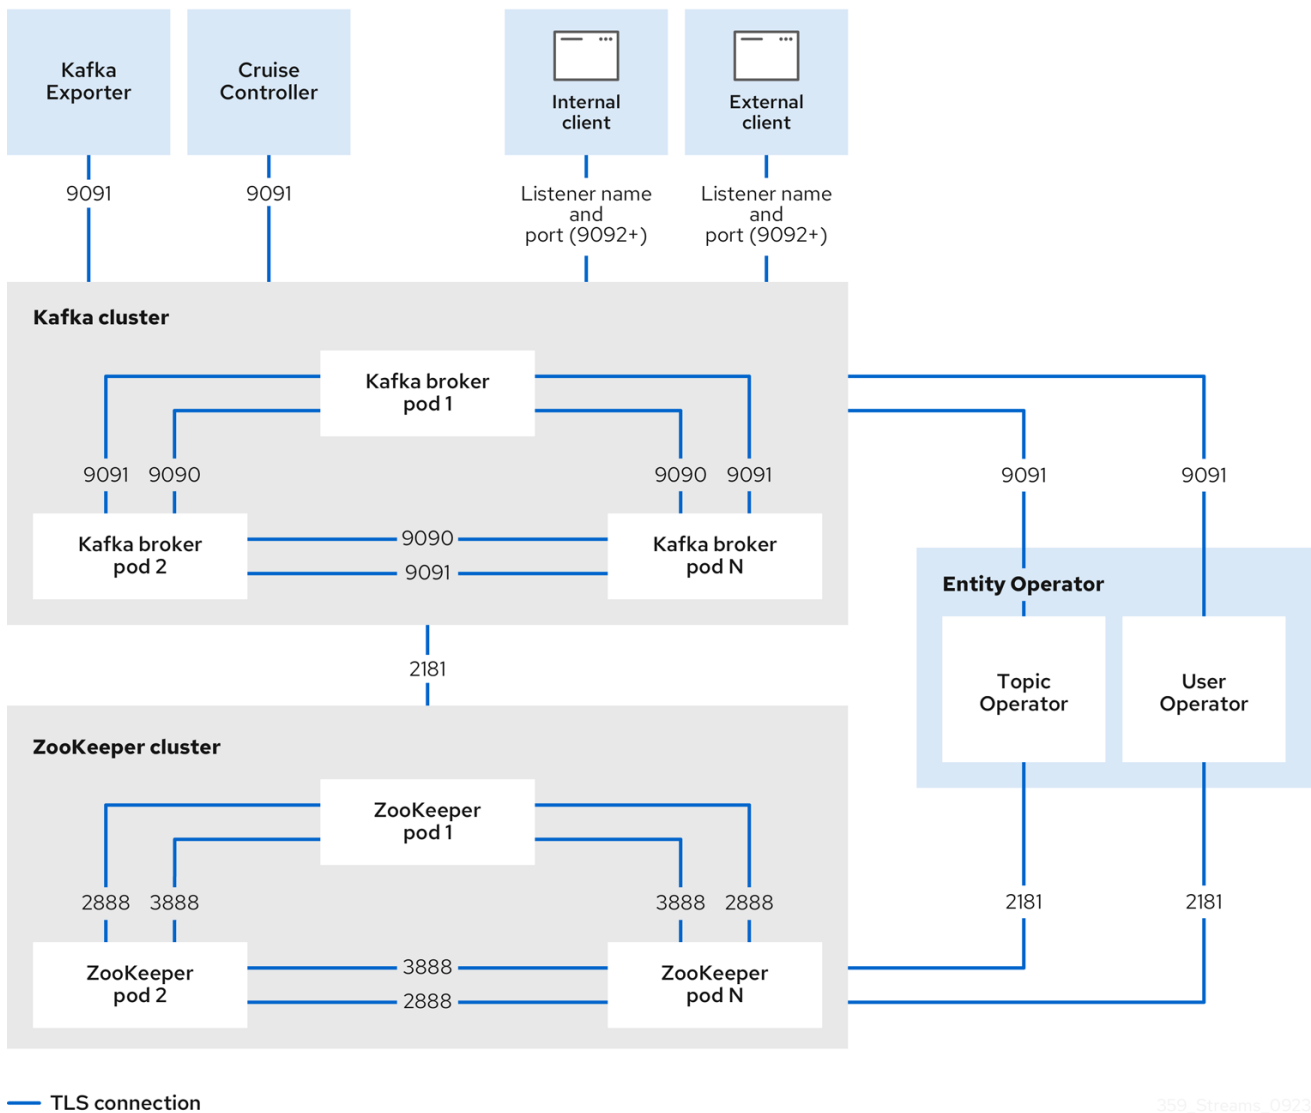 Kafka
Exporter
Cruise
Controller
Internal
client
External
client
9091
9091
Listener name
and
port (9092+)
Listener name
and
port (9092+)
Kafka cluster
Kafka broker
pod 1
9091
9090
9090
9091
9091
9091
Kafka broker
pod 2
9090
9091
Kafka broker
pod N
Entity Operator
Topic
Operator
User
Operator
2181
ZooKeeper cluster
ZooKeeper
pod 1
2888
3888
3888
2888
2181
2181
ZooKeeper
pod 2
3888
2888
ZooKeeper
pod N
TLS connection
359_Streams_0923